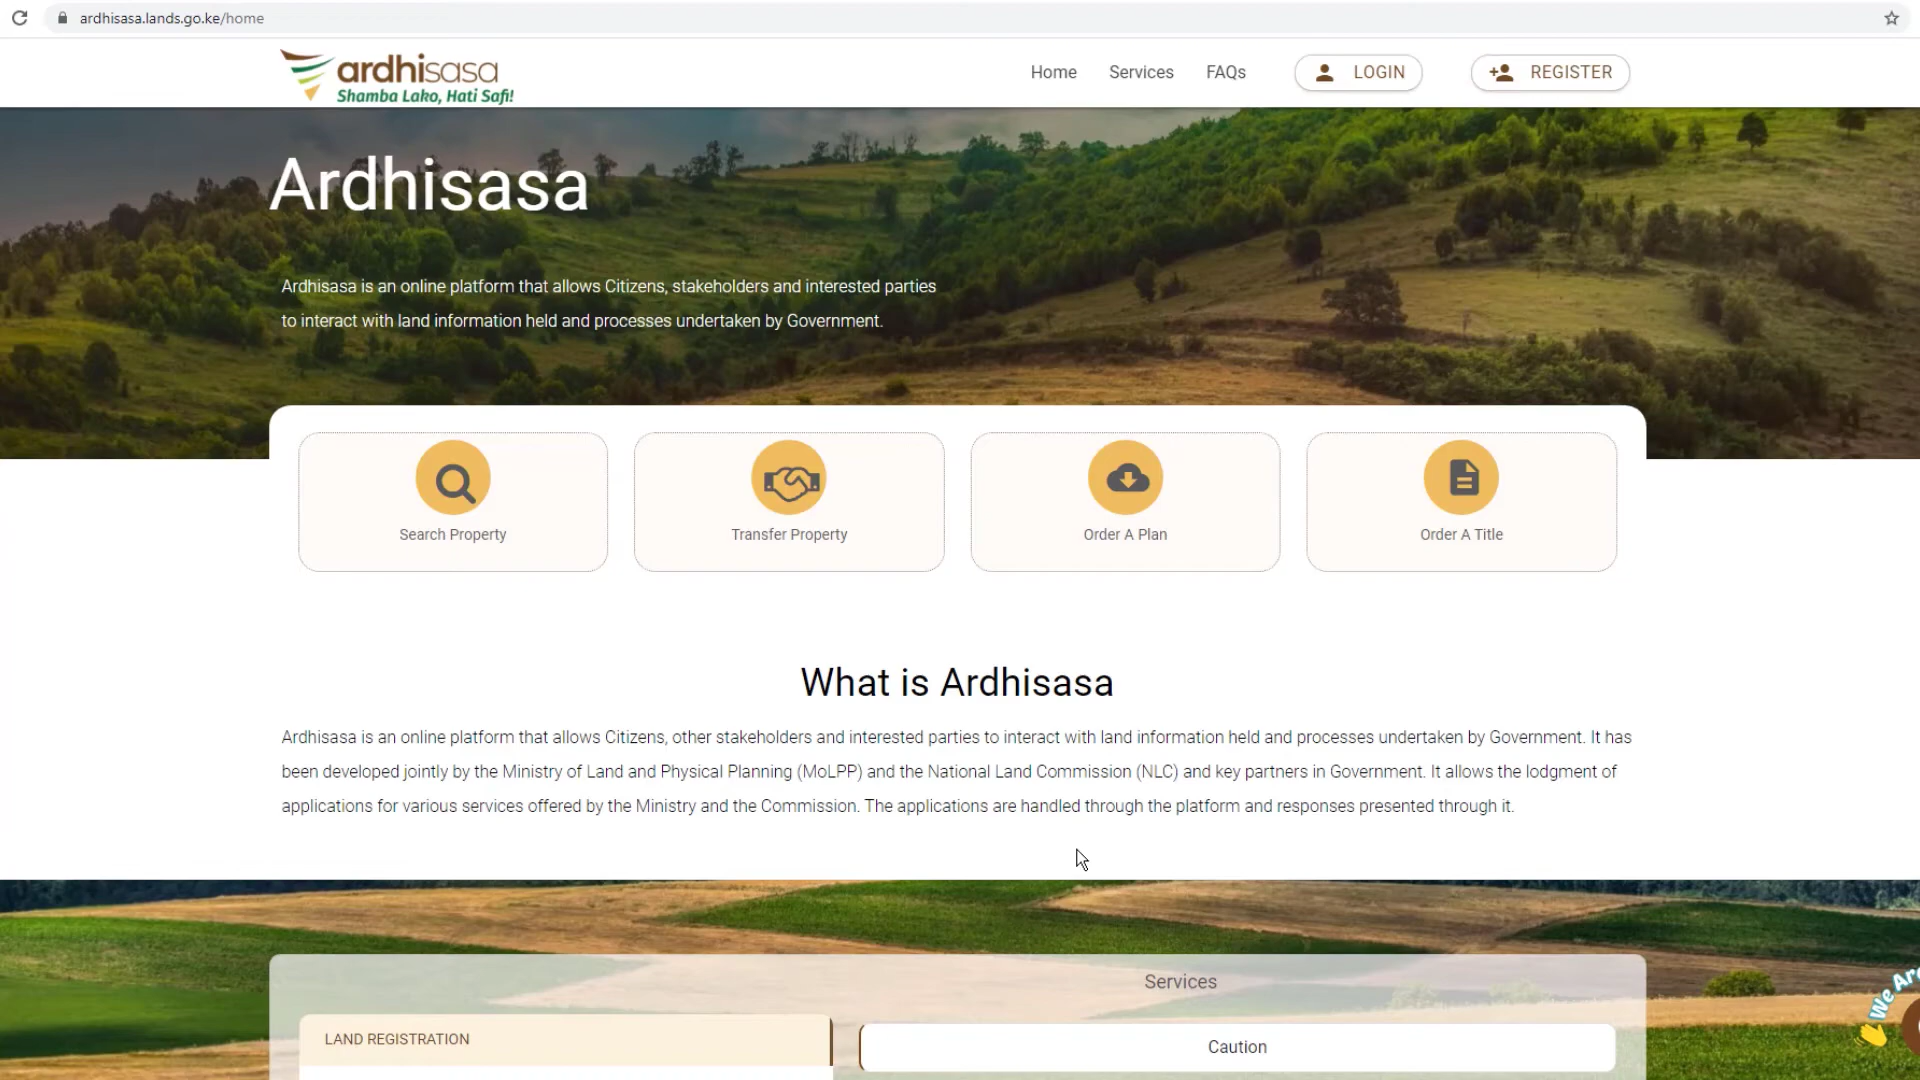 ardhisasa.lands.go.ke/home
ardhisasa
Shamba Lako, Hati Safi!
Home Services FAQs LOGIN REGISTER
Ardhisasa
Ardhisasa is an online platform that allows Citizens, stakeholders and interested parties
to interact with land information held and processes undertaken by Government.
Search Property Transfer Property Order A Plan Order A Title
What is Ardhisasa
Ardhisasa is an online platform that allows Citizens, other stakeholders and interested parties to interact with land information held and processes undertaken by Government. It has
been developed jointly by the Ministry of Land and Physical Planning (MoLPP) and the National Land Commission (NLC) and key partners in Government. It allows the lodgment of
applications for various services offered by the Ministry and the Commission. The applications are handled through the platform and responses presented through it.
Services
We Are
LAND REGISTRATION
Caution